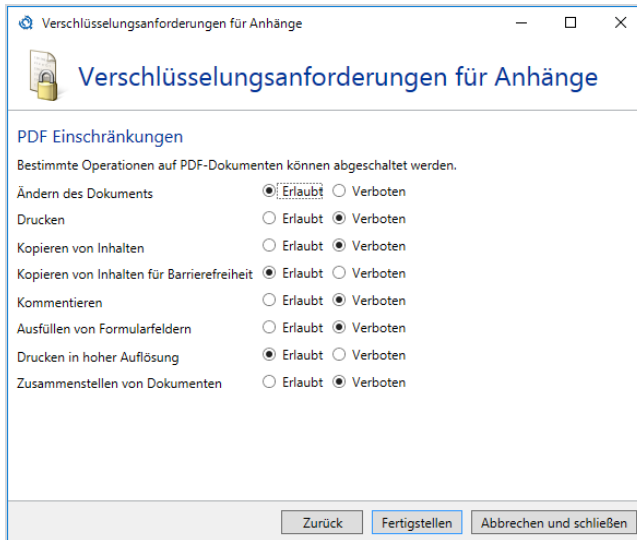 Verschlüsselungsanforderungen für Anhänge
Verschlüsselungsanforderungen für Anhänge
PDF Einschränkungen
Bestimmte Operationen auf PDF-Dokumenten können abgeschaltet werden.
Ändern des Dokuments Erlaubt Verboten
Drucken Erlaubt Verboten
Kopieren von Inhalten Erlaubt Verboten
Kopieren von Inhalten für Barrierefreiheit Erlaubt Verboten
Kommentieren Erlaubt Verboten
Ausfüllen von Formularfeldern Erlaubt Verboten
Drucken in hoher Auflösung Erlaubt Verboten
Zusammenstellen von Dokumenten Erlaubt Verboten
Zurück Fertigstellen Abbrechen und schließen